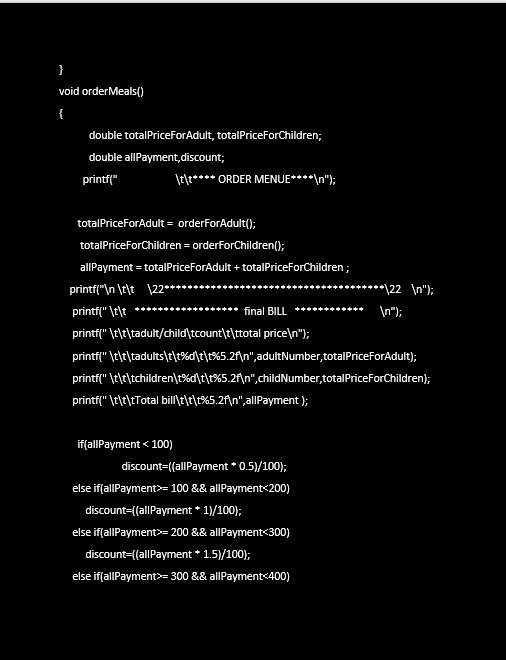 }
void orderMeals()
{
double totalPriceForAdult, totalPriceForChildren;
double allPayment,discount;
printf("                    \t\t**** ORDER MENUE****\n");
totalPriceForAdult =  orderForAdult();
totalPriceForChildren = orderForChildren();
allPayment = totalPriceForAdult + totalPriceForChildren ;
printf("\n \t\t     \22**************************************\22    \n");
printf(" \t\t   ******************  final BILL   ************      \n");
printf(" \t\t\tadult/child\tcount\t\ttotal price\n");
printf(" \t\t\tadults\t\t%d\t\t%5.2f\n",adultNumber,totalPriceForAdult);
printf(" \t\t\tchildren\t%d\t\t%5.2f\n",childNumber,totalPriceForChildren);
printf(" \t\t\tTotal bill\t\t\t%5.2f\n",allPayment );
if(allPayment < 100)
discount=((allPayment * 0.5)/100);
else if(allPayment>= 100 && allPayment<200)
discount=((allPayment * 1)/100);
else if(allPayment>= 200 && allPayment<300)
discount=((allPayment * 1.5)/100);
else if(allPayment>= 300 && allPayment<400)